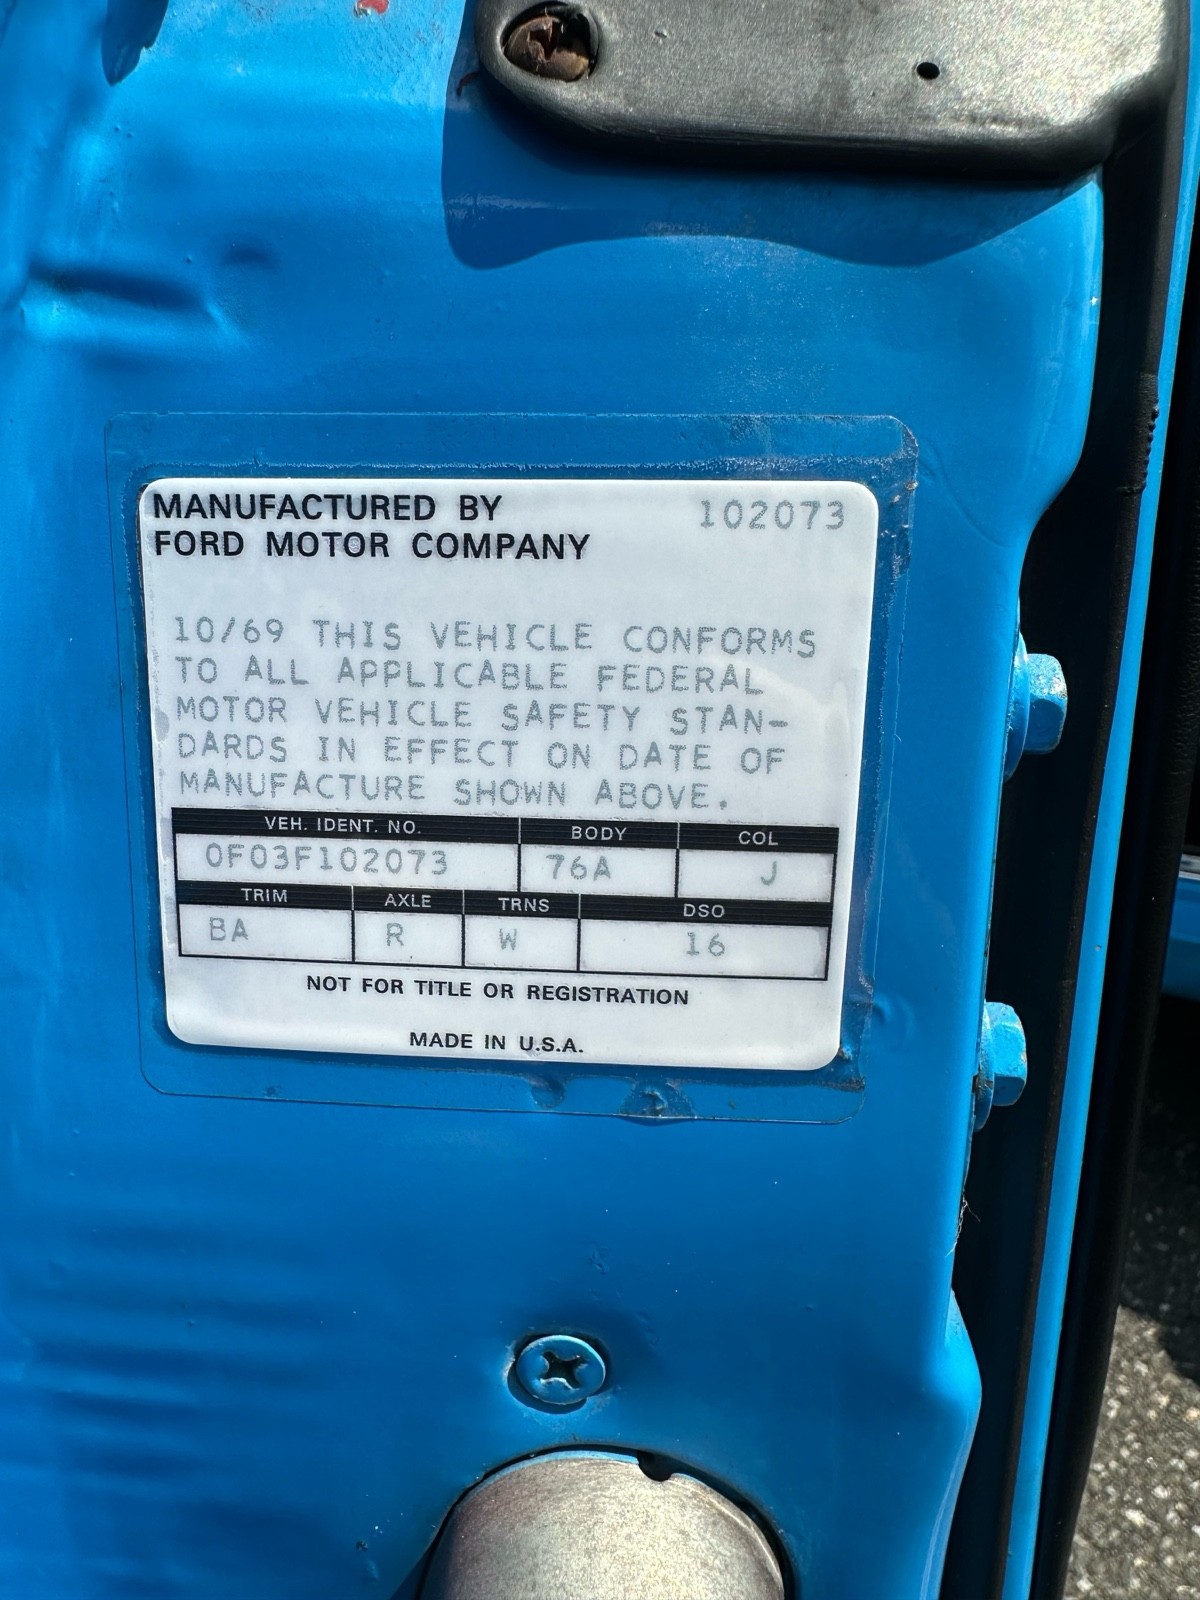 MANUFACTURED BY 102073
FORD MOTOR COMPANY
10/69 THIS VEHICLE CONFORMS
TO ALL APPLICABLE FEDERAL
MOTOR VEHICLE SAFETY STAN-
DARDS IN EFFECT ON DATE OF
MANUFACTURE SHOWN ABOVE.
VEH. IDENT. NO. BODY COL
0F03F102073 76A J
TRIM AXLE TRNS DSO
BA R W 16
NOT FOR TITLE OR REGISTRATION
MADE IN U.S.A.